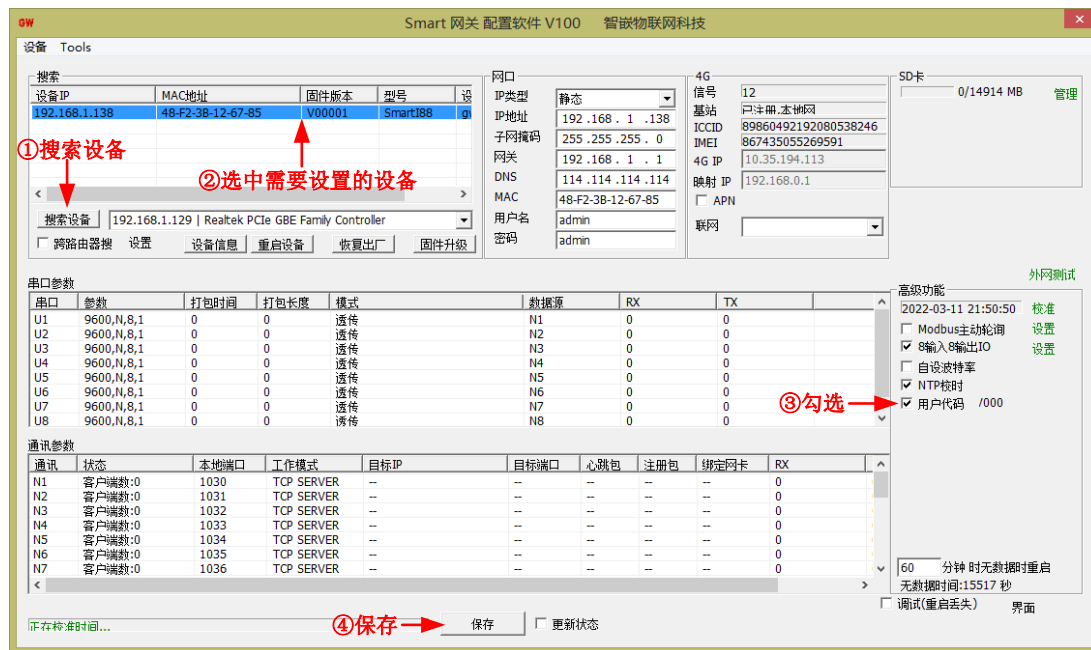 GW Smart 网关 配置软件 V100 智嵌物联网科技
设备 Tools
搜索
设备IP MAC地址 固件版本 型号 设
192.168.1.138 48-F2-3B-12-67-85 V00001 SmartI88
①搜索设备
②选中需要设置的设备
搜索设备 192.168.1.129 | Realtek PCIe GBE Family Controller
跨路由器搜 设置 设备信息 重启设备 恢复出厂 固件升级
网口
IP类型 静态
IP地址 192.168. 1 .138
子网掩码 255.255.255. 0
网关 192.168. 1 . 1
DNS 114.114.114.114
MAC 48-F2-3B-12-67-85
用户名 admin
密码 admin
4G
信号 12
基站 已注册,本地网
ICCID 89860492192080538246
IMEI 867435055269591
4G IP 10.35.194.113
映射 IP 192.168.0.1
APN
联网
SD卡
0/14914 MB 管理
外网测试
串口参数
串口 参数 打包时间 打包长度 模式 数据源 RX TX
U1 9600,N,8,1 0 0 透传 N1 0 0
U2 9600,N,8,1 0 0 透传 N2 0 0
U3 9600,N,8,1 0 0 透传 N3 0 0
U4 9600,N,8,1 0 0 透传 N4 0 0
U5 9600,N,8,1 0 0 透传 N5 0 0
U6 9600,N,8,1 0 0 透传 N6 0 0
U7 9600,N,8,1 0 0 透传 N7 0 0
U8 9600,N,8,1 0 0 透传 N8 0 0
高级功能
2022-03-11 21:50:50 校准
Modbus主动轮询 设置
8输入8输出IO 设置
自设波特率
NTP校时
③勾选
用户代码 /000
通讯参数
通讯 状态 本地端口 工作模式 目标IP 目标端口 心跳包 注册包 绑定网卡 RX
N1 客户端数:0 1030 TCP SERVER -- -- -- -- -- 0
N2 客户端数:0 1031 TCP SERVER -- -- -- -- -- 0
N3 客户端数:0 1032 TCP SERVER -- -- -- -- -- 0
N4 客户端数:0 1033 TCP SERVER -- -- -- -- -- 0
N5 客户端数:0 1034 TCP SERVER -- -- -- -- -- 0
N6 客户端数:0 1035 TCP SERVER -- -- -- -- -- 0
N7 客户端数:0 1036 TCP SERVER -- -- -- -- -- 0
60 分钟 时无数据时重启
无数据时间:15517 秒
调试(重启丢失) 界面
正在校准时间... ④保存 保存 更新状态